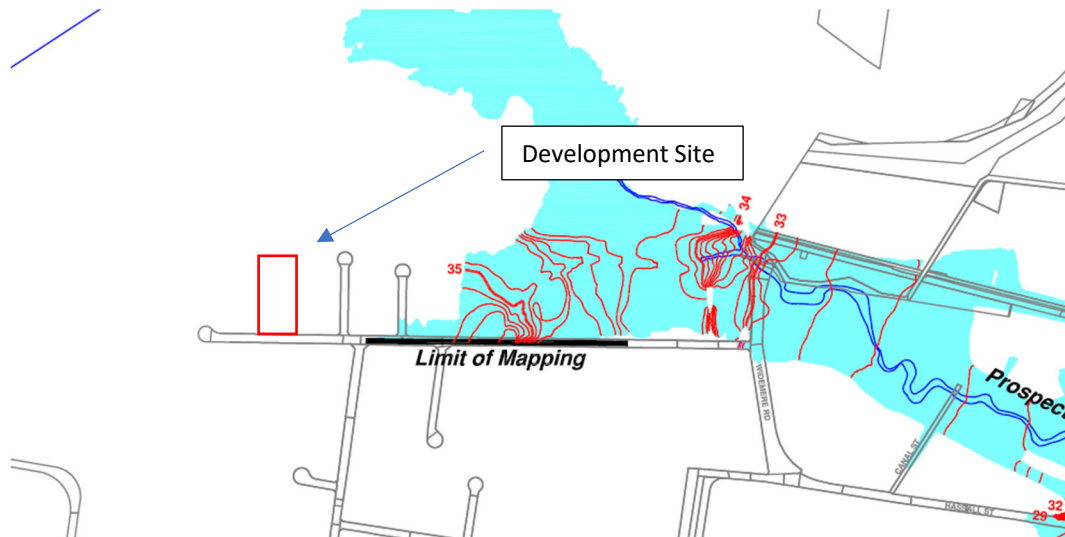 Development Site
34
33
35
Limit of Mapping
WIDEMERE RD
Prospect
CANAL ST
HASSALL ST
32
29